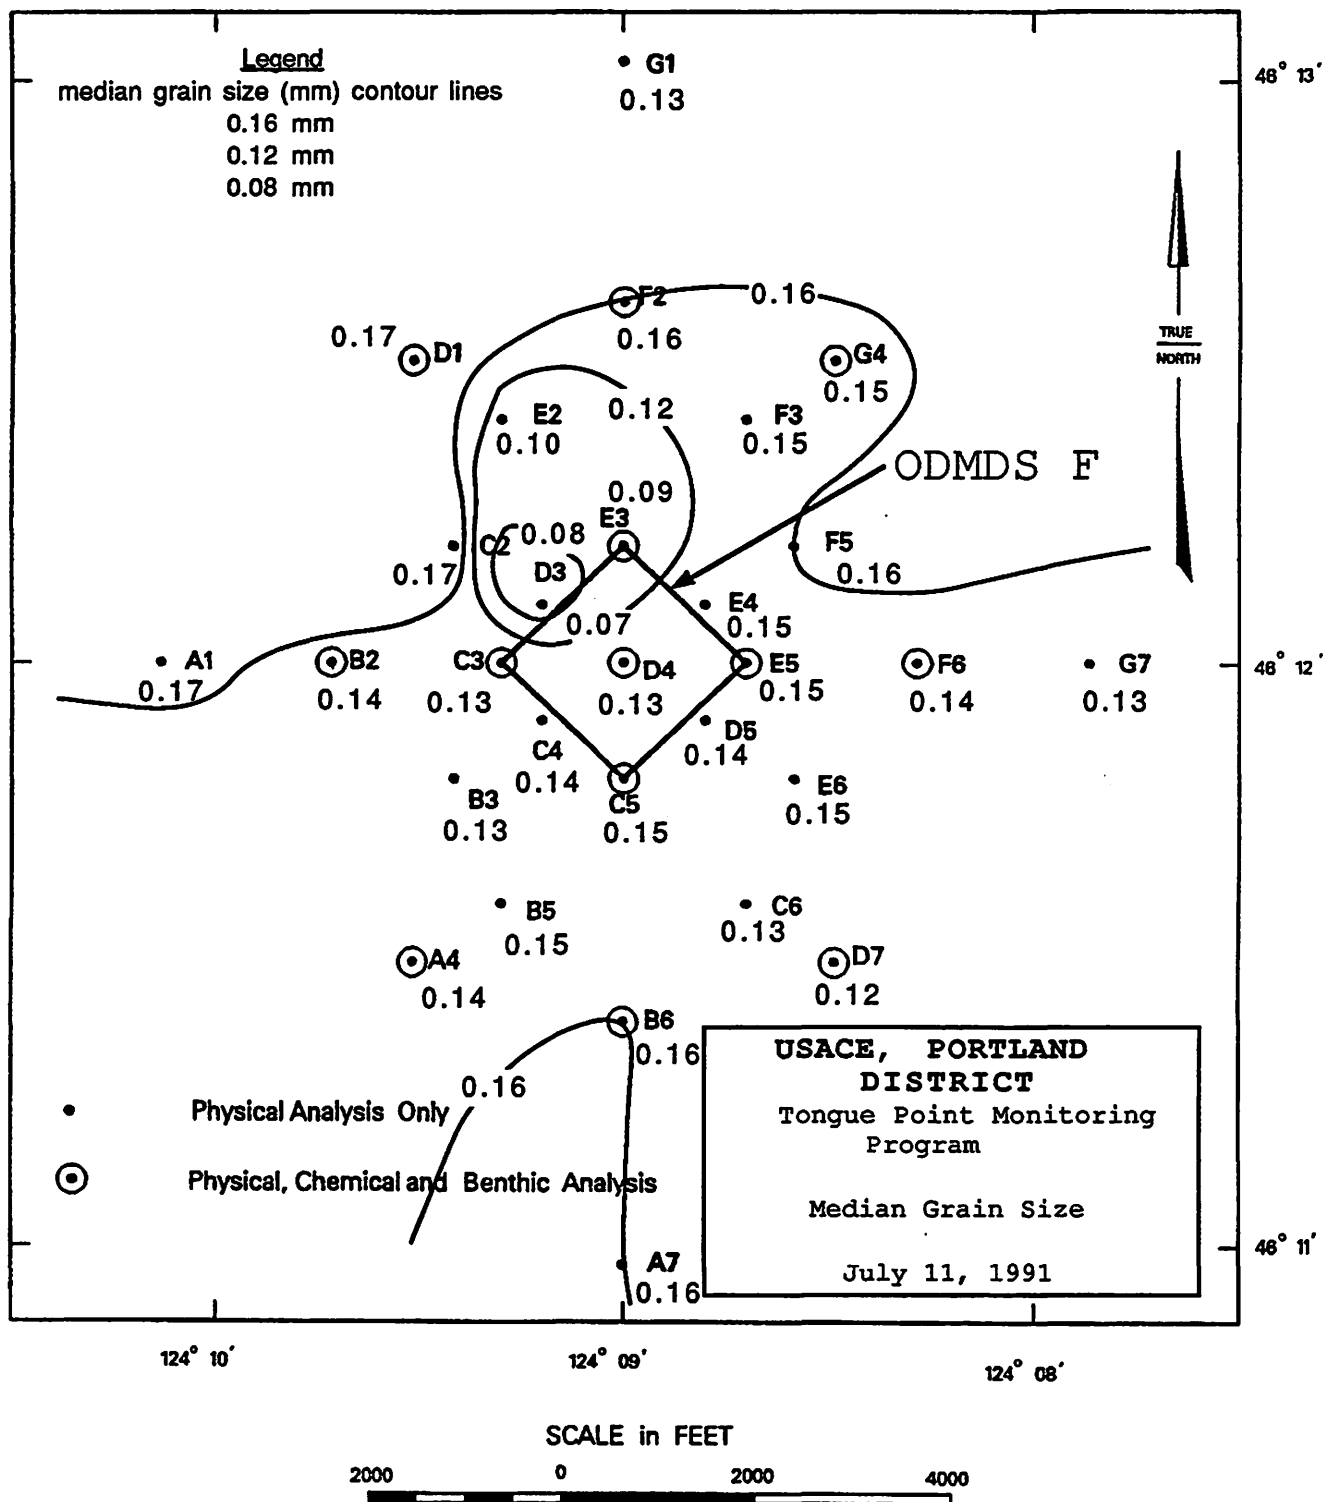 Legend
median grain size (mm) contour lines
0.16 mm
0.12 mm
0.08 mm
G1
0.13
46° 13'
TRUE
NORTH
F2
0.16
0.16
0.17
D1
G4
0.15
0.12
E2
0.10
F3
0.15
ODMDS F
0.09
E3
0.08
C2
0.17
D3
F5
0.16
0.07
E4
0.15
A1
0.17
B2
0.14
C3
0.13
D4
0.13
E5
0.15
F6
0.14
G7
0.13
46° 12'
C4
0.14
D5
0.14
B3
0.13
C5
0.15
E6
0.15
B5
0.15
C6
0.13
A4
0.14
D7
0.12
B6
0.16
0.16
Physical Analysis Only
Physical, Chemical and Benthic Analysis
A7
0.16
USACE, PORTLAND
DISTRICT
Tongue Point Monitoring
Program
Median Grain Size
July 11, 1991
46° 11'
124° 10'
124° 09'
124° 08'
SCALE in FEET
2000 0 2000 4000